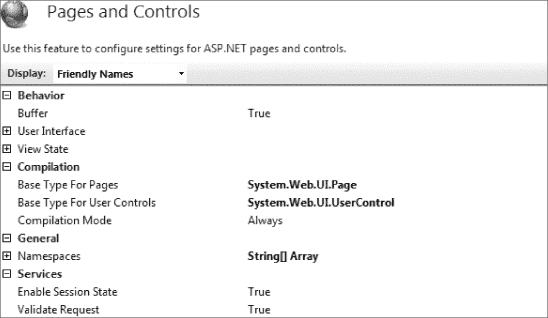 Pages and Controls
Use this feature to configure settings for ASP.NET pages and controls.
Display: Friendly Names
Behavior
Buffer True
User Interface
View State
Compilation
Base Type For Pages System.Web.UI.Page
Base Type For User Controls System.Web.UI.UserControl
Compilation Mode Always
General
Namespaces String[] Array
Services
Enable Session State True
Validate Request True